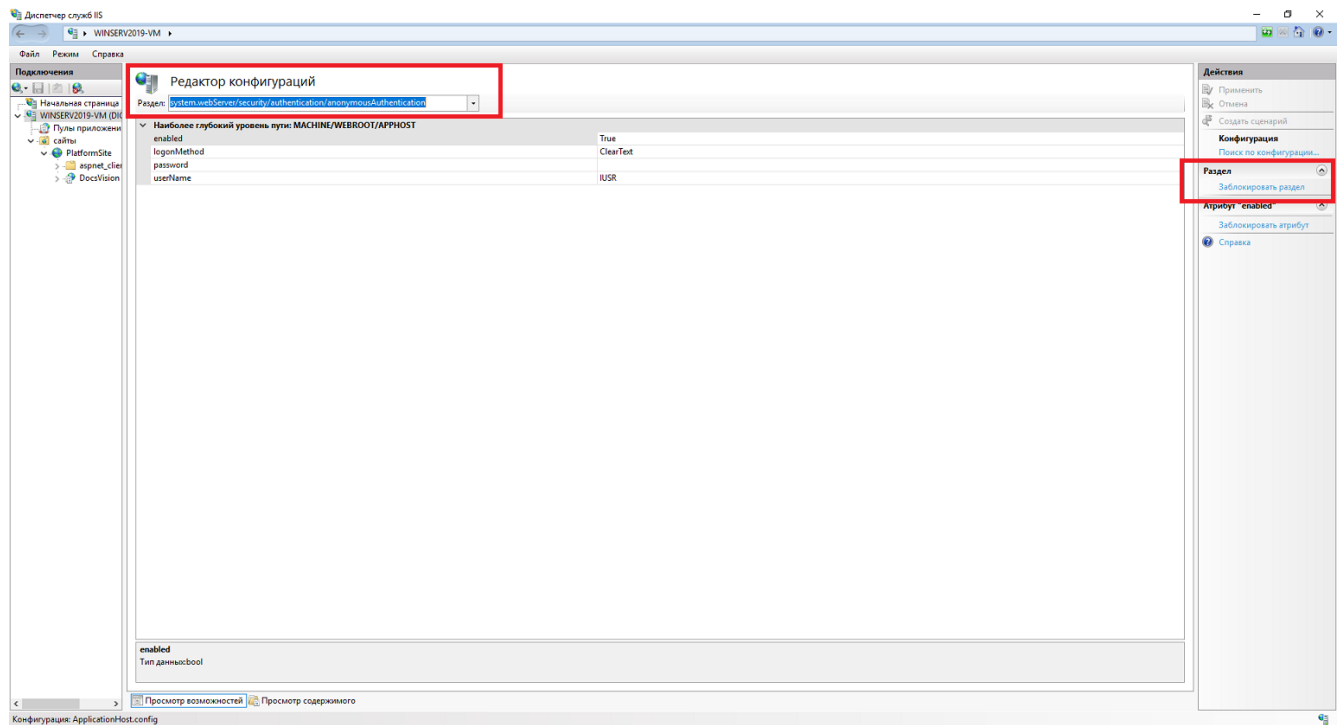 Диспетчер служб IIS
WINSERV2019-VM
Файл Режим Справка
Подключения
Начальная страница
WINSERV2019-VM (DIG
Пулы приложени
сайты
PlatformSite
aspnet_clien
DocsVision
Редактор конфигураций
Раздел: system.webServer/security/authentication/anonymousAuthentication
Наиболее глубокий уровень пути: MACHINE/WEBROOT/APPHOST
enabled True
logonMethod ClearText
password
userName IUSR
enabled
Тип данных:bool
Просмотр возможностей Просмотр содержимого
Действия
Применить
Отмена
Создать сценарий
Конфигурация
Поиск по конфигурации...
Раздел
Заблокировать раздел
Атрибут "enabled"
Заблокировать атрибут
Справка
Конфигурация: ApplicationHost.config